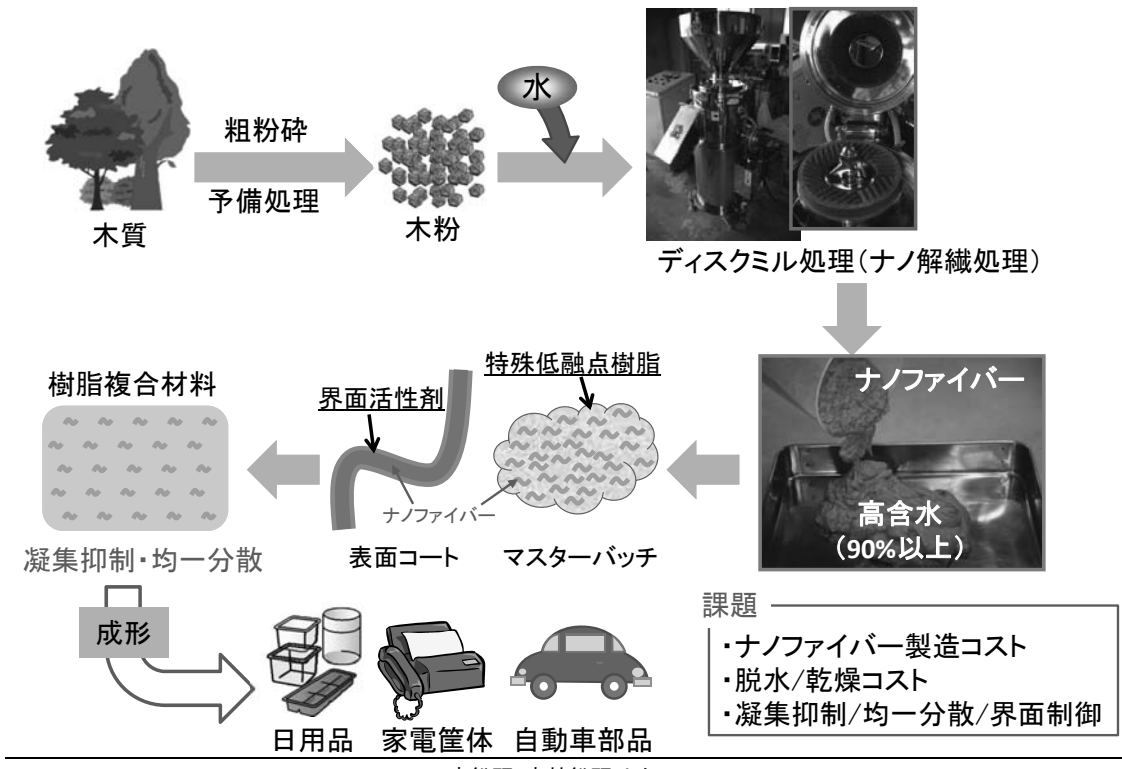 水
粗粉砕
予備処理
木質
木粉
ディスクミル処理(ナノ解繊処理)
ナノファイバー
高含水
(90%以上)
特殊低融点樹脂
界面活性剤
樹脂複合材料
ナノファイバー
凝集抑制・均一分散
表面コート
マスターバッチ
成形
日用品
家電筐体
自動車部品
課題
・ナノファイバー製造コスト
・脱水/乾燥コスト
・凝集抑制/均一分散/界面制御